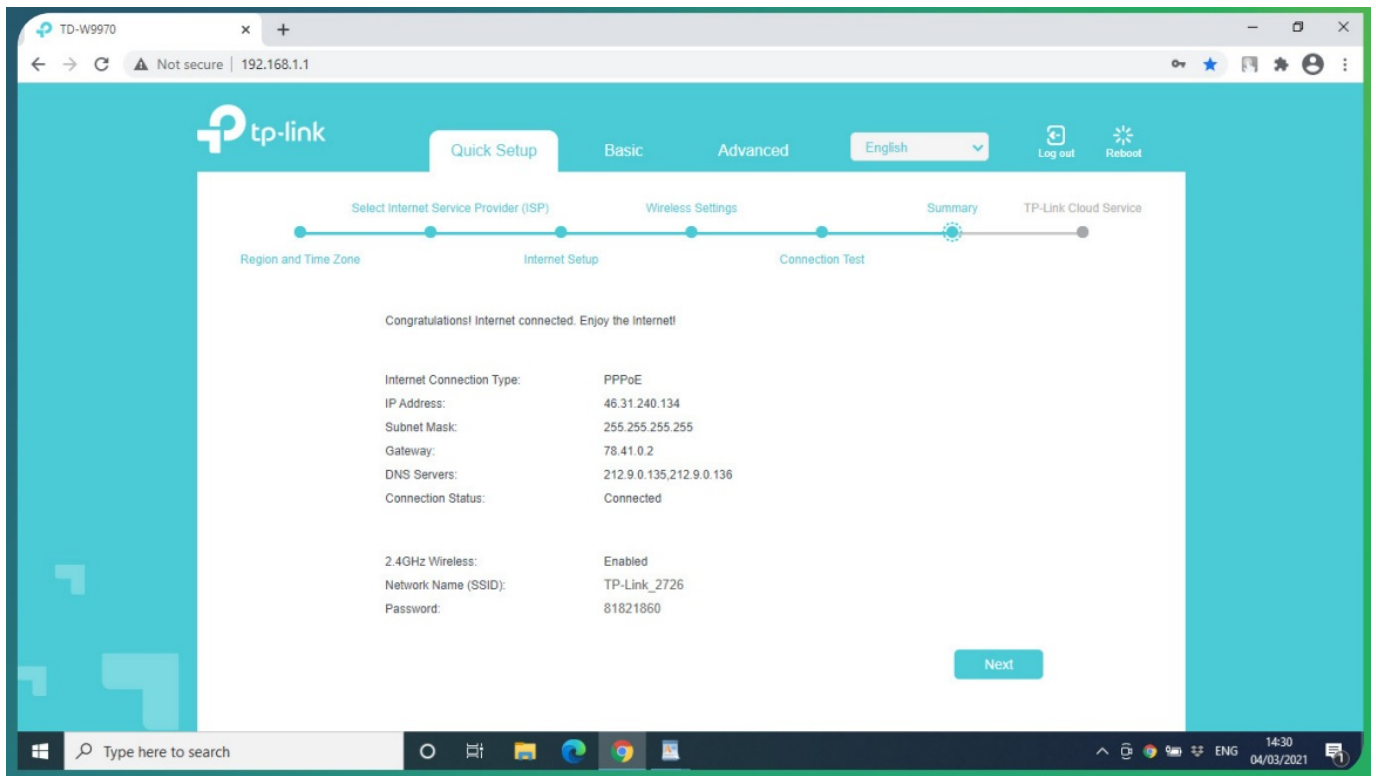 TD-W9970
Not secure | 192.168.1.1
tp-link
Quick Setup Basic Advanced English Log out Reboot
Select Internet Service Provider (ISP) Wireless Settings Summary TP-Link Cloud Service
Region and Time Zone Internet Setup Connection Test
Congratulations! Internet connected. Enjoy the Internet!
Internet Connection Type: PPPoE
IP Address: 46.31.240.134
Subnet Mask: 255.255.255.255
Gateway: 78.41.0.2
DNS Servers: 212.9.0.135,212.9.0.136
Connection Status: Connected
2.4GHz Wireless: Enabled
Network Name (SSID): TP-Link_2726
Password: 81821860
Next
Type here to search
ENG
14:30
04/03/2021
1